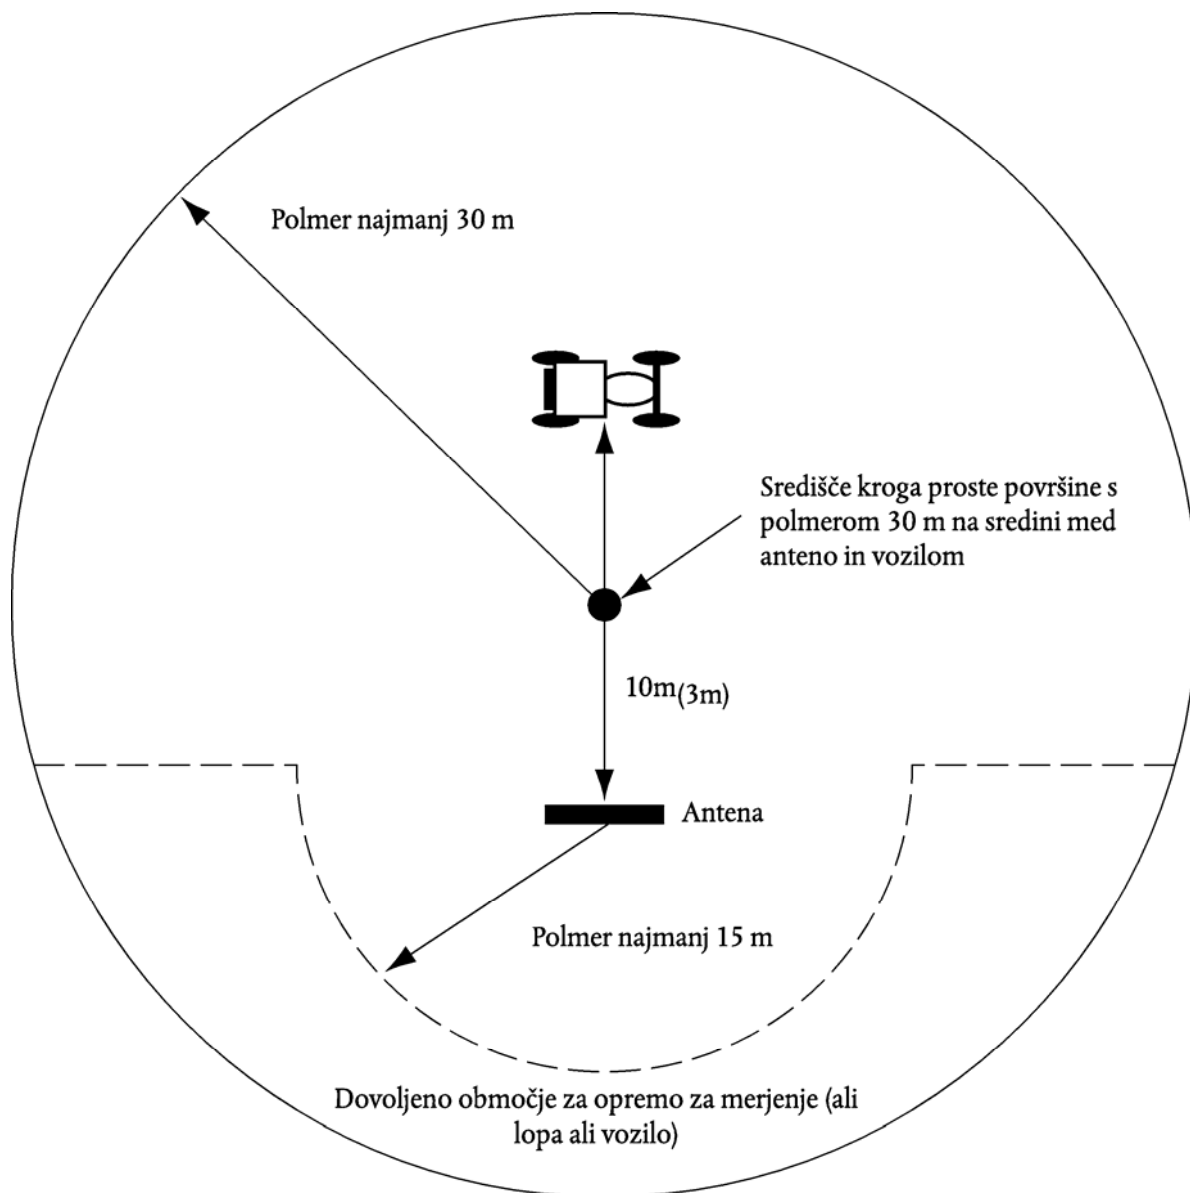 Polmer najmanj 30 m
Središče kroga proste površine s
polmerom 30 m na sredini med
anteno in vozilom
10m(3m)
Antena
Polmer najmanj 15 m
Dovoljeno območje za opremo za merjenje (ali
lopa ali vozilo)